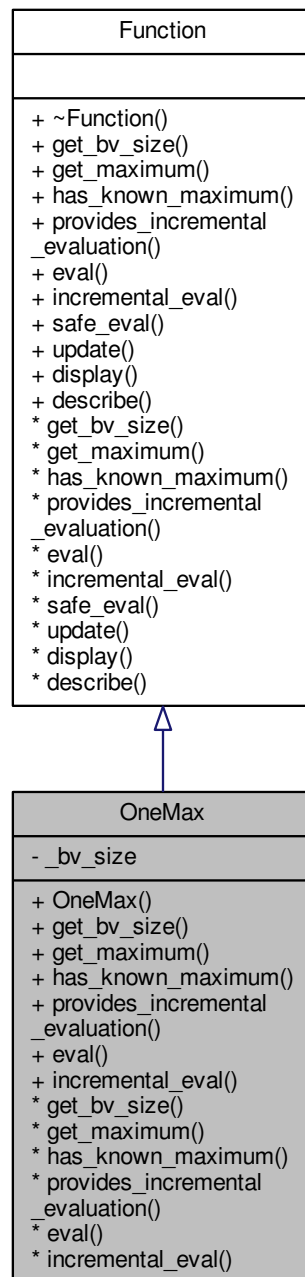 Function
+ ~Function()
+ get_bv_size()
+ get_maximum()
+ has_known_maximum()
+ provides_incremental
_evaluation()
+ eval()
+ incremental_eval()
+ safe_eval()
+ update()
+ display()
+ describe()
* get_bv_size()
* get_maximum()
* has_known_maximum()
* provides_incremental
_evaluation()
* eval()
* incremental_eval()
* safe_eval()
* update()
* display()
* describe()
OneMax
- _bv_size
+ OneMax()
+ get_bv_size()
+ get_maximum()
+ has_known_maximum()
+ provides_incremental
_evaluation()
+ eval()
+ incremental_eval()
* get_bv_size()
* get_maximum()
* has_known_maximum()
* provides_incremental
_evaluation()
* eval()
* incremental_eval()